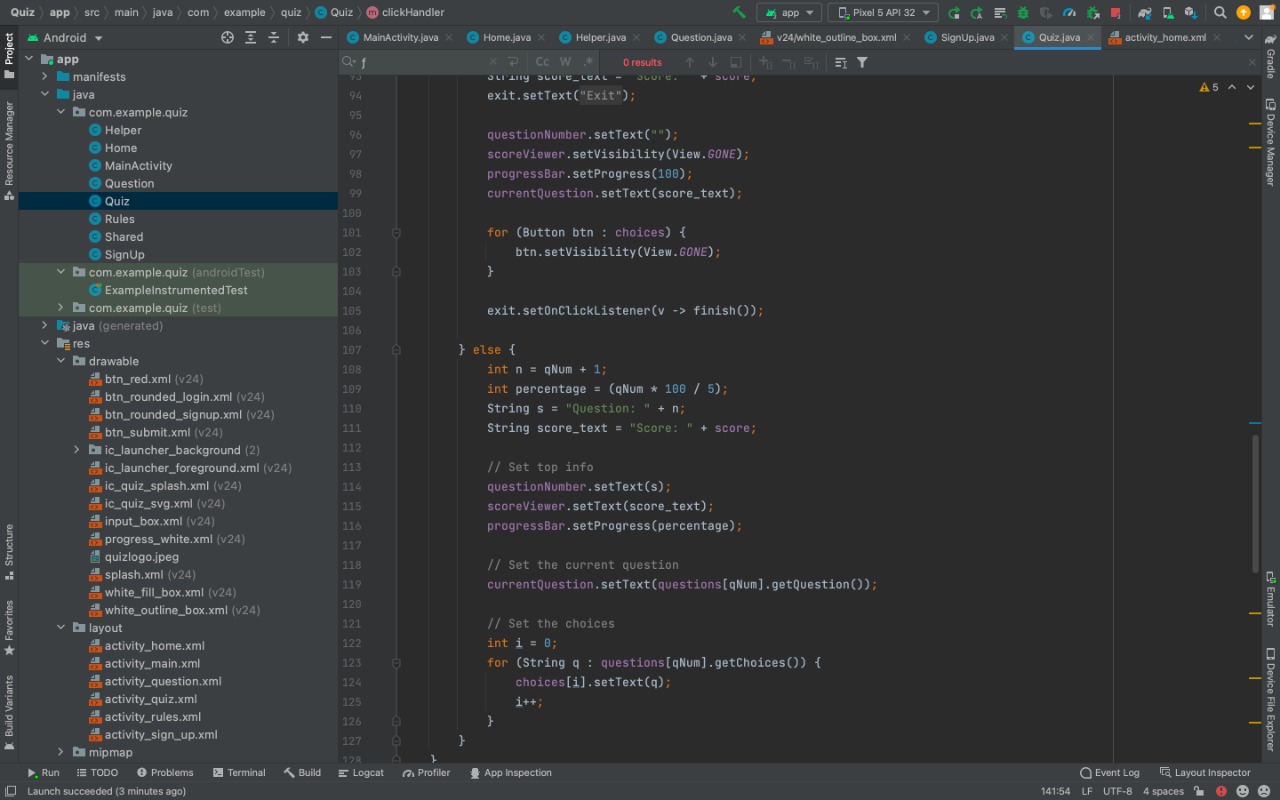 Quiz > app > src > main > java > com > example > quiz > Quiz > clickHandler
app
Pixel 5 API 32
Android
MainActivity.java
Home.java
Helper.java
Question.java
v24/white_outline_box.xml
SignUp.java
Quiz.java
activity_home.xml
Cc W .*
0 results
5
Project
Resource Manager
Structure
Favorites
Build Variants
Gradle
Device Manager
Emulator
Device File Explorer
app
manifests
java
com.example.quiz
Helper
Home
MainActivity
Question
Quiz
Rules
Shared
SignUp
com.example.quiz (androidTest)
ExampleInstrumentedTest
com.example.quiz (test)
java (generated)
res
drawable
btn_red.xml (v24)
btn_rounded_login.xml (v24)
btn_rounded_signup.xml (v24)
btn_submit.xml (v24)
ic_launcher_background (2)
ic_launcher_foreground.xml (v24)
ic_quiz_splash.xml (v24)
ic_quiz_svg.xml (v24)
input_box.xml (v24)
progress_white.xml (v24)
quizlogo.jpeg
splash.xml (v24)
white_fill_box.xml (v24)
white_outline_box.xml (v24)
layout
activity_home.xml
activity_main.xml
activity_question.xml
activity_quiz.xml
activity_rules.xml
activity_sign_up.xml
mipmap
93 String score_text = "Score: " + score;
94 exit.setText("Exit");
95
96 questionNumber.setText("");
97 scoreViewer.setVisibility(View.GONE);
98 progressBar.setProgress(100);
99 currentQuestion.setText(score_text);
100
101 for (Button btn : choices) {
102 btn.setVisibility(View.GONE);
103 }
104
105 exit.setOnClickListener(v -> finish());
106
107 } else {
108 int n = qNum + 1;
109 int percentage = (qNum * 100 / 5);
110 String s = "Question: " + n;
111 String score_text = "Score: " + score;
112
113 // Set top info
114 questionNumber.setText(s);
115 scoreViewer.setText(score_text);
116 progressBar.setProgress(percentage);
117
118 // Set the current question
119 currentQuestion.setText(questions[qNum].getQuestion());
120
121 // Set the choices
122 int i = 0;
123 for (String q : questions[qNum].getChoices()) {
124 choices[i].setText(q);
125 i++;
126 }
127 }
128 }
Run TODO Problems Terminal Build Logcat Profiler App Inspection Event Log Layout Inspector
Launch succeeded (3 minutes ago) 141:54 LF UTF-8 4 spaces